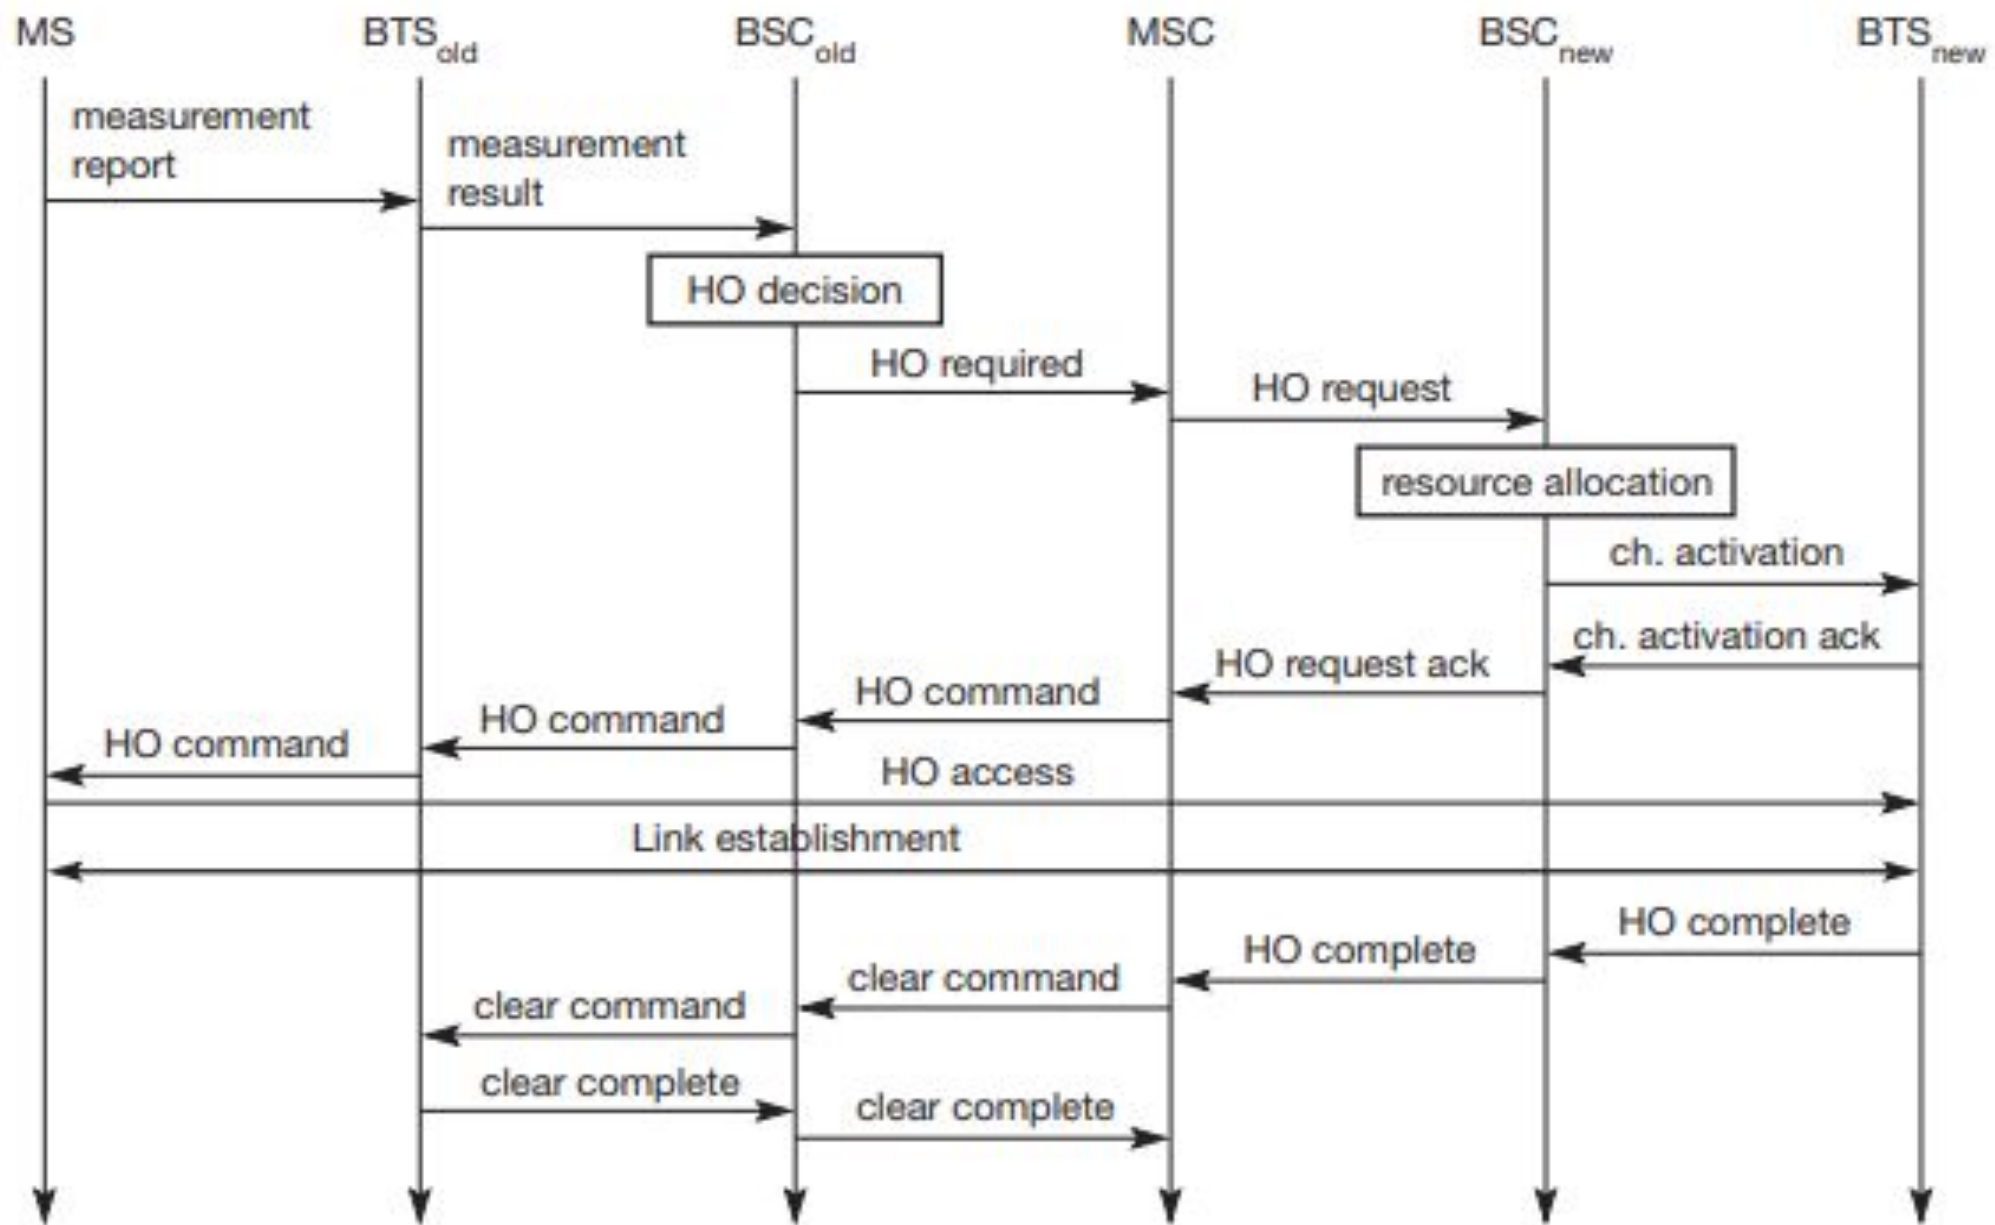 MS
BTSold
BSCold
MSC
BSCnew
BTSnew
measurement
report
measurement
result
HO decision
HO required
HO request
resource allocation
ch. activation
ch. activation ack
HO request ack
HO command
HO command
HO command
HO access
Link establishment
HO complete
HO complete
clear command
clear command
clear complete
clear complete